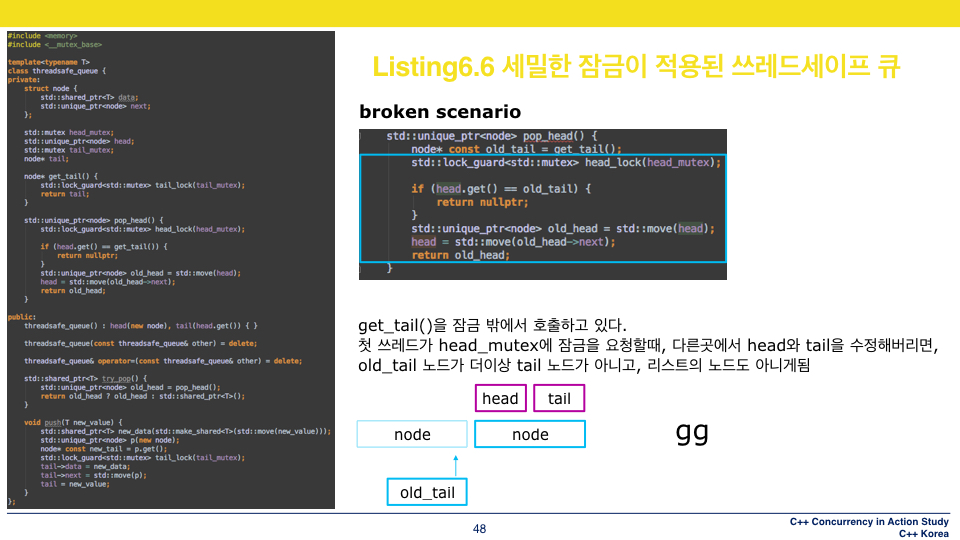 Listing6.6 세밀한 잠금이 적용된 쓰레드세이프 큐
#include <memory>
#include <__mutex_base>
template<typename T>
class threadsafe_queue {
private:
struct node {
std::shared_ptr<T> data;
std::unique_ptr<node> next;
};
std::mutex head_mutex;
std::unique_ptr<node> head;
std::mutex tail_mutex;
node* tail;
node* get_tail() {
std::lock_guard<std::mutex> tail_lock(tail_mutex);
return tail;
}
std::unique_ptr<node> pop_head() {
std::lock_guard<std::mutex> head_lock(head_mutex);
if (head.get() == get_tail()) {
return nullptr;
}
std::unique_ptr<node> old_head = std::move(head);
head = std::move(old_head->next);
return old_head;
}
public:
threadsafe_queue() : head(new node), tail(head.get()) { }
threadsafe_queue(const threadsafe_queue& other) = delete;
threadsafe_queue& operator=(const threadsafe_queue& other) = delete;
std::shared_ptr<T> try_pop() {
std::unique_ptr<node> old_head = pop_head();
return old_head ? old_head : std::shared_ptr<T>();
}
void push(T new_value) {
std::shared_ptr<T> new_data(std::make_shared<T>(std::move(new_value)));
std::unique_ptr<node> p(new node);
node* const new_tail = p.get();
std::lock_guard<std::mutex> tail_lock(tail_mutex);
tail->data = new_data;
tail->next = std::move(p);
tail = new_value;
}
};
broken scenario
std::unique_ptr<node> pop_head() {
node* const old_tail = get_tail();
std::lock_guard<std::mutex> head_lock(head_mutex);
if (head.get() == old_tail) {
return nullptr;
}
std::unique_ptr<node> old_head = std::move(head);
head = std::move(old_head->next);
return old_head;
}
get_tail()을 잠금 밖에서 호출하고 있다.
첫 쓰레드가 head_mutex에 잠금을 요청할때, 다른곳에서 head와 tail을 수정해버리면,
old_tail 노드가 더이상 tail 노드가 아니고, 리스트의 노드도 아니게됨
head tail
node node
gg
old_tail
48
C++ Concurrency in Action Study
C++ Korea